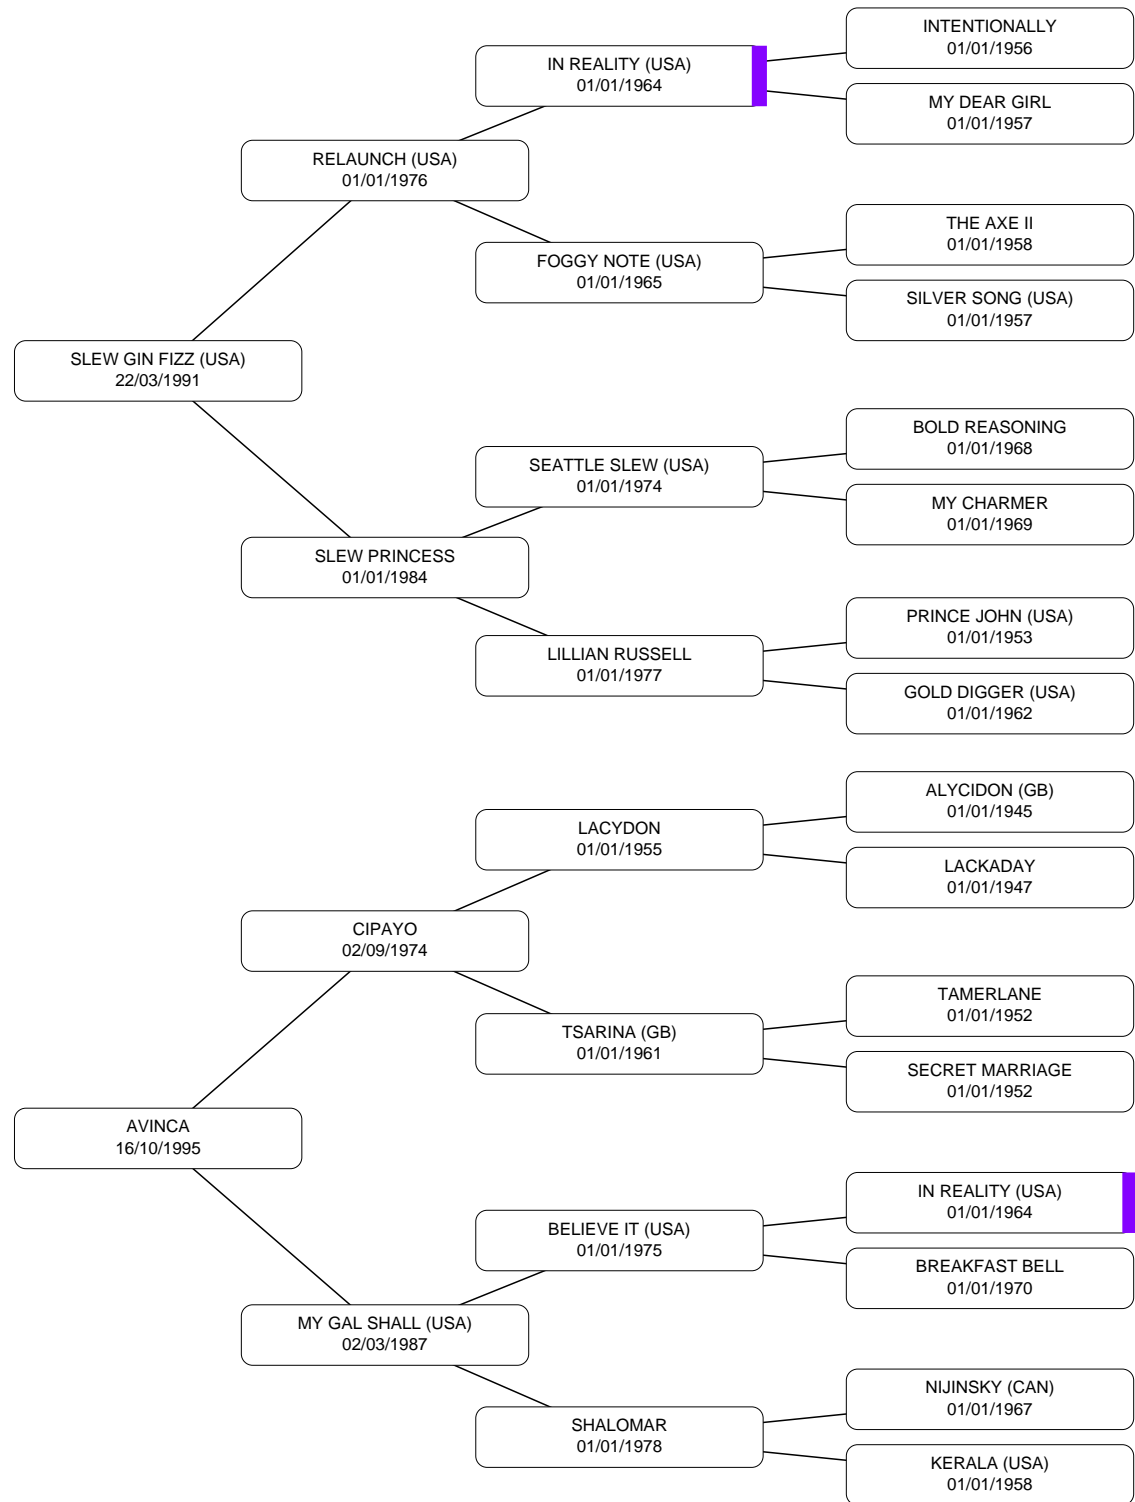 INTENTIONALLY
01/01/1956
IN REALITY (USA)
01/01/1964
MY DEAR GIRL
01/01/1957
RELAUNCH (USA)
01/01/1976
THE AXE II
01/01/1958
FOGGY NOTE (USA)
01/01/1965
SILVER SONG (USA)
01/01/1957
SLEW GIN FIZZ (USA)
22/03/1991
BOLD REASONING
01/01/1968
SEATTLE SLEW (USA)
01/01/1974
MY CHARMER
01/01/1969
SLEW PRINCESS
01/01/1984
PRINCE JOHN (USA)
01/01/1953
LILLIAN RUSSELL
01/01/1977
GOLD DIGGER (USA)
01/01/1962
ALYCIDON (GB)
01/01/1945
LACYDON
01/01/1955
LACKADAY
01/01/1947
CIPAYO
02/09/1974
TAMERLANE
01/01/1952
TSARINA (GB)
01/01/1961
SECRET MARRIAGE
01/01/1952
AVINCA
16/10/1995
IN REALITY (USA)
01/01/1964
BELIEVE IT (USA)
01/01/1975
BREAKFAST BELL
01/01/1970
MY GAL SHALL (USA)
02/03/1987
NIJINSKY (CAN)
01/01/1967
SHALOMAR
01/01/1978
KERALA (USA)
01/01/1958